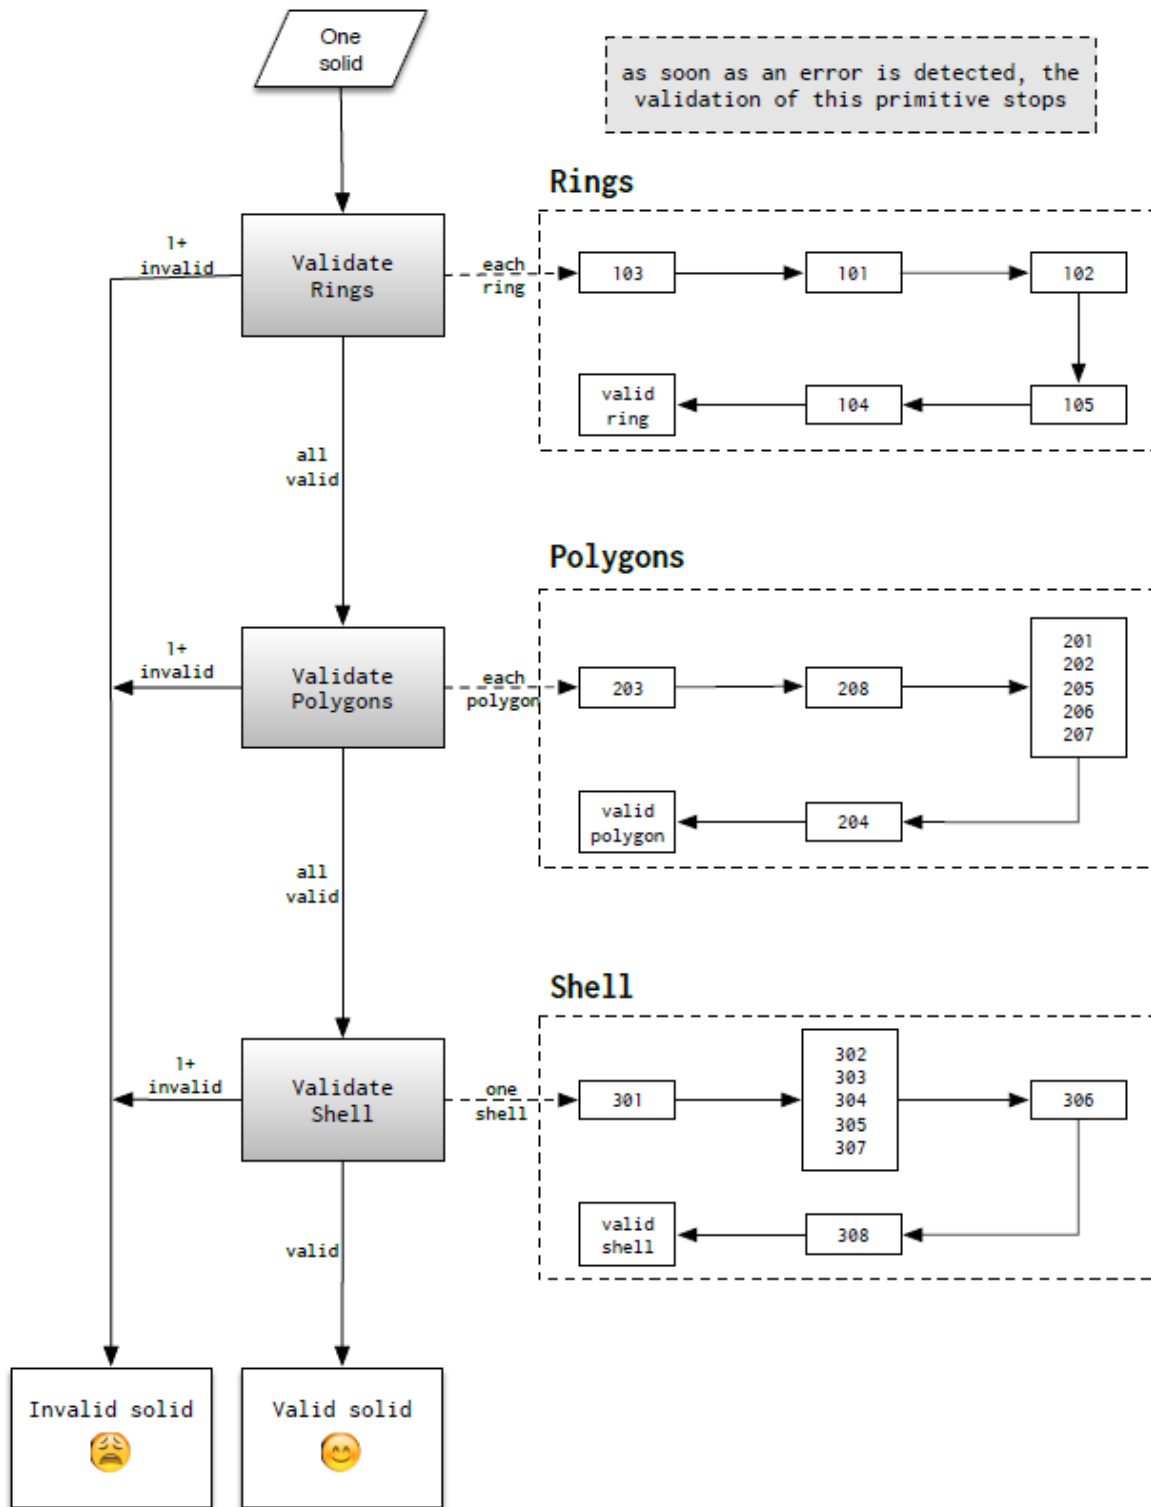 One
solid
as soon as an error is detected, the
validation of this primitive stops
Rings
1+
invalid
Validate
Rings
each
ring
103
101
102
valid
ring
104
105
all
valid
Polygons
1+
invalid
Validate
Polygons
each
polygon
203
208
201
202
205
206
207
valid
polygon
204
all
valid
Shell
1+
invalid
Validate
Shell
one
shell
301
302
303
304
305
307
306
valid
shell
308
valid
Invalid solid
Valid solid